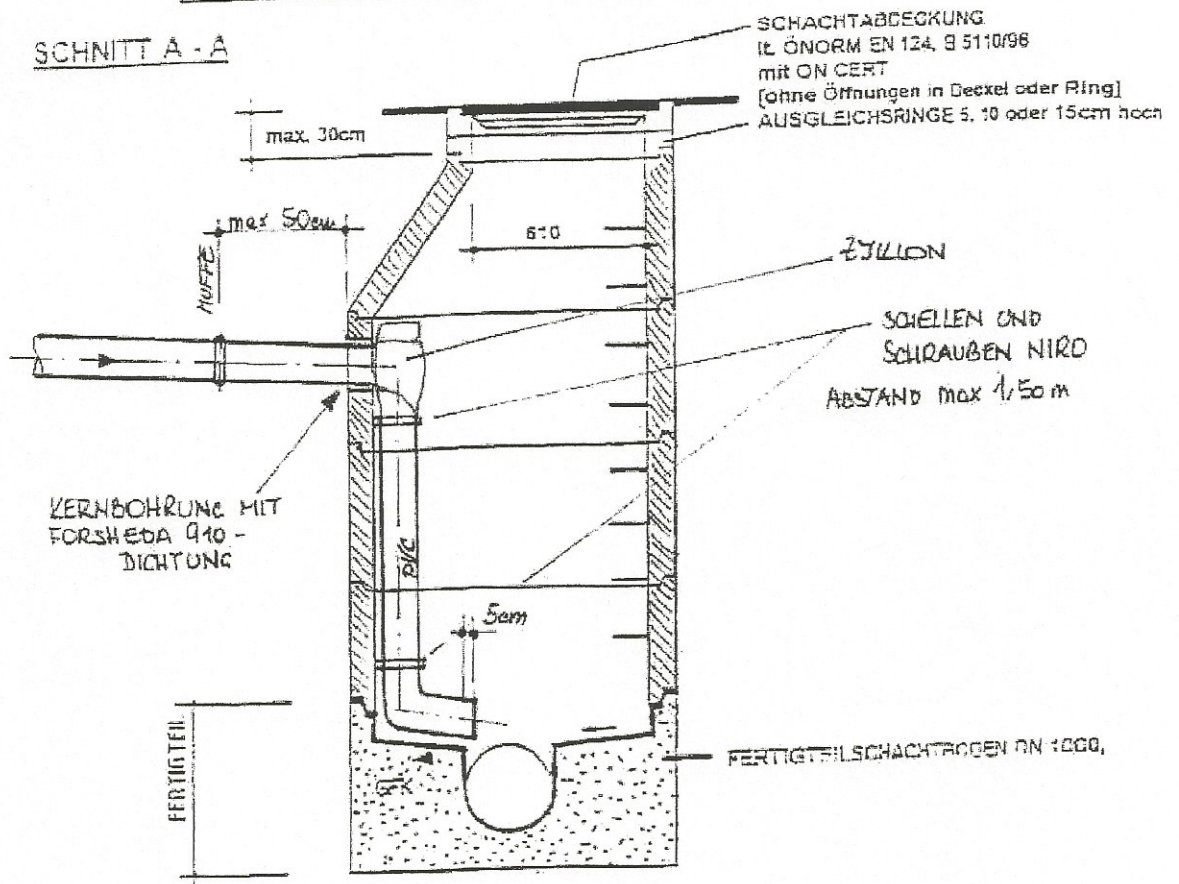 SCHNITT A - A
SCHACHTABDECKUNG
lt. ÖNORM EN 124, B 5110/96
mit ON CERT
[ohne Öffnungen in Deckel oder Ring]
AUSGLEICHSRINGE 5, 10 oder 15cm hoch
max. 30cm
max 50cm
MUFFE
610
ZYKLON
SCHELLEN UND
SCHRAUBEN NIRO
ABSTAND max 1,50 m
KERNBOHRUNG MIT
FORSHEDA 910 -
DICHTUNG
PVC
5cm
FERTIGTEIL
FERTIGTEILSCHACHTBODEN DN 1000,